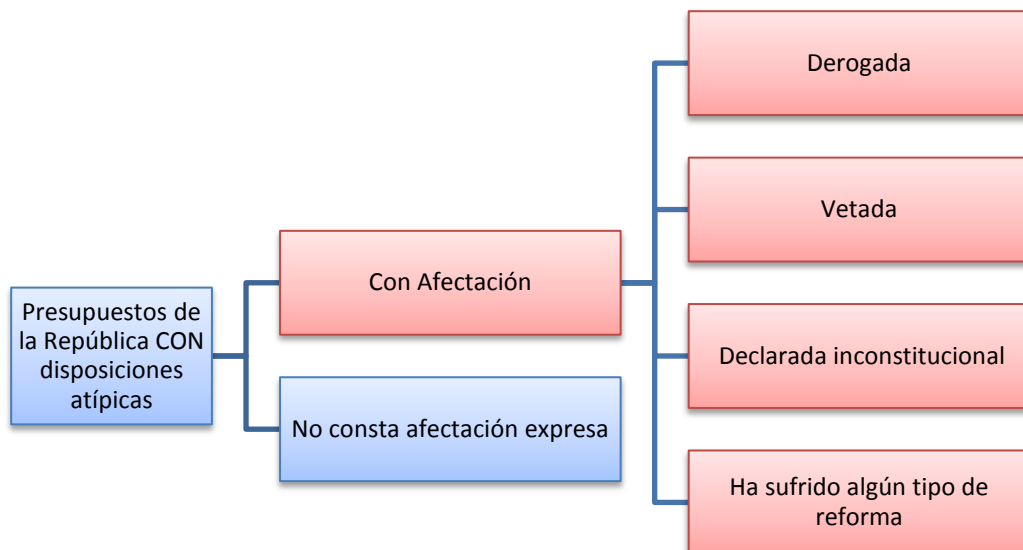 Presupuestos de
la República CON
disposiciones
atípicas
Con Afectación
No consta afectación expresa
Derogada
Vetada
Declarada inconstitucional
Ha sufrido algún tipo de
reforma